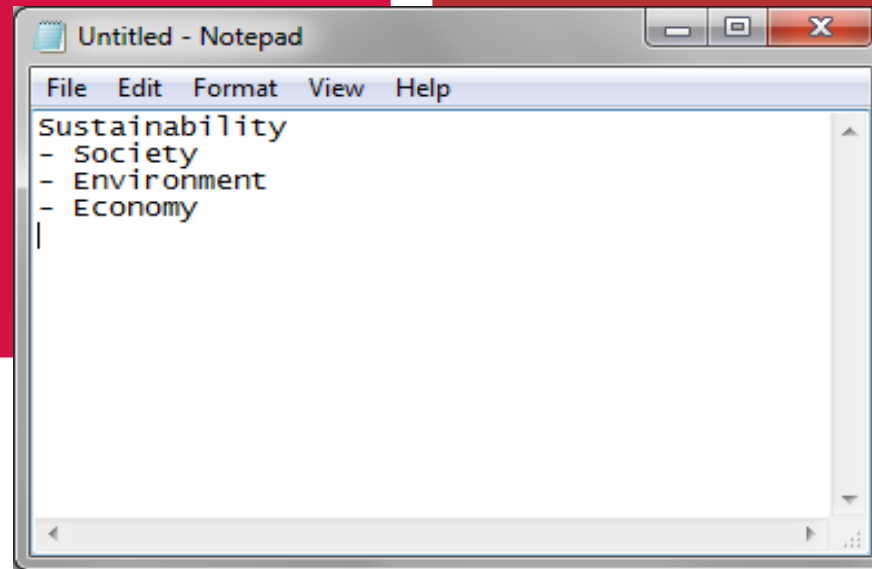 Untitled - Notepad
File Edit Format View Help
Sustainability
- Society
- Environment
- Economy